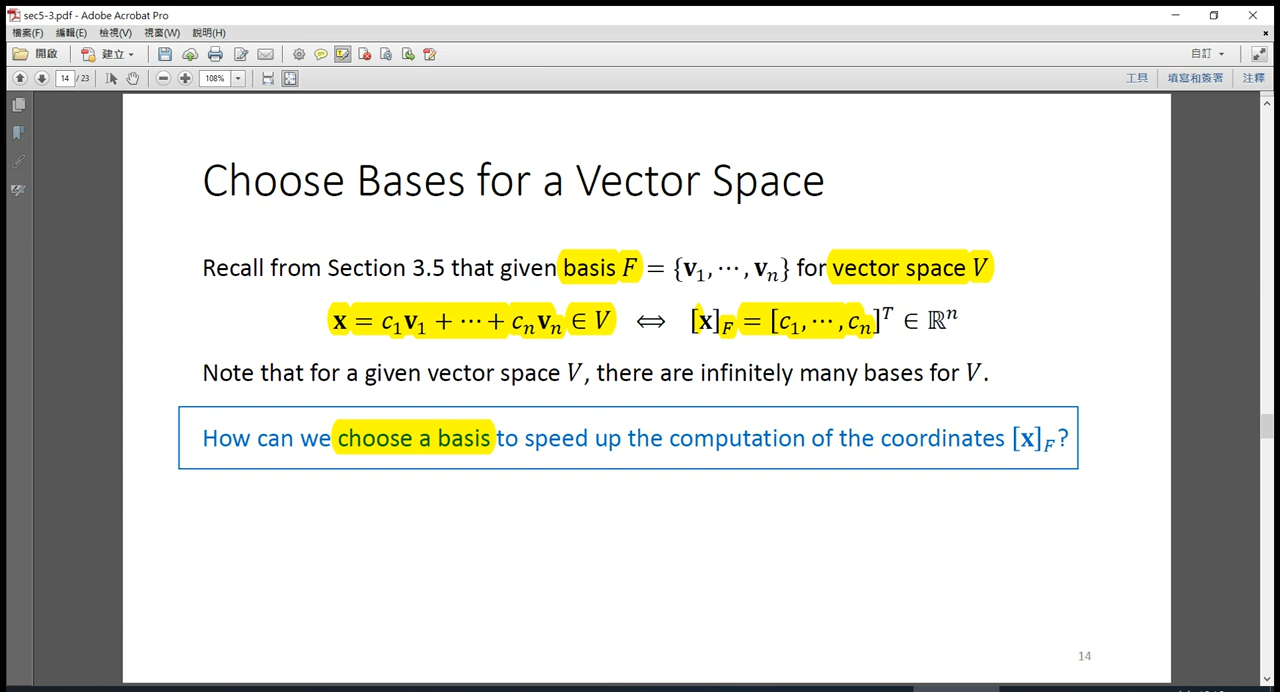 sec5-3.pdf - Adobe Acrobat Pro
檔案(F) 編輯(E) 檢視(V) 視窗(W) 說明(H)
開啟 建立 自訂
14 / 23 108% 工具 填寫和簽署 注釋
Choose Bases for a Vector Space
Recall from Section 3.5 that given basis F = {v₁, ⋯, vₙ} for vector space V
x = c₁v₁ + ⋯ + cₙvₙ ∈ V ⟺ [x]_F = [c₁, ⋯, cₙ]ᵀ ∈ ℝⁿ
Note that for a given vector space V, there are infinitely many bases for V.
How can we choose a basis to speed up the computation of the coordinates [x]_F?
14